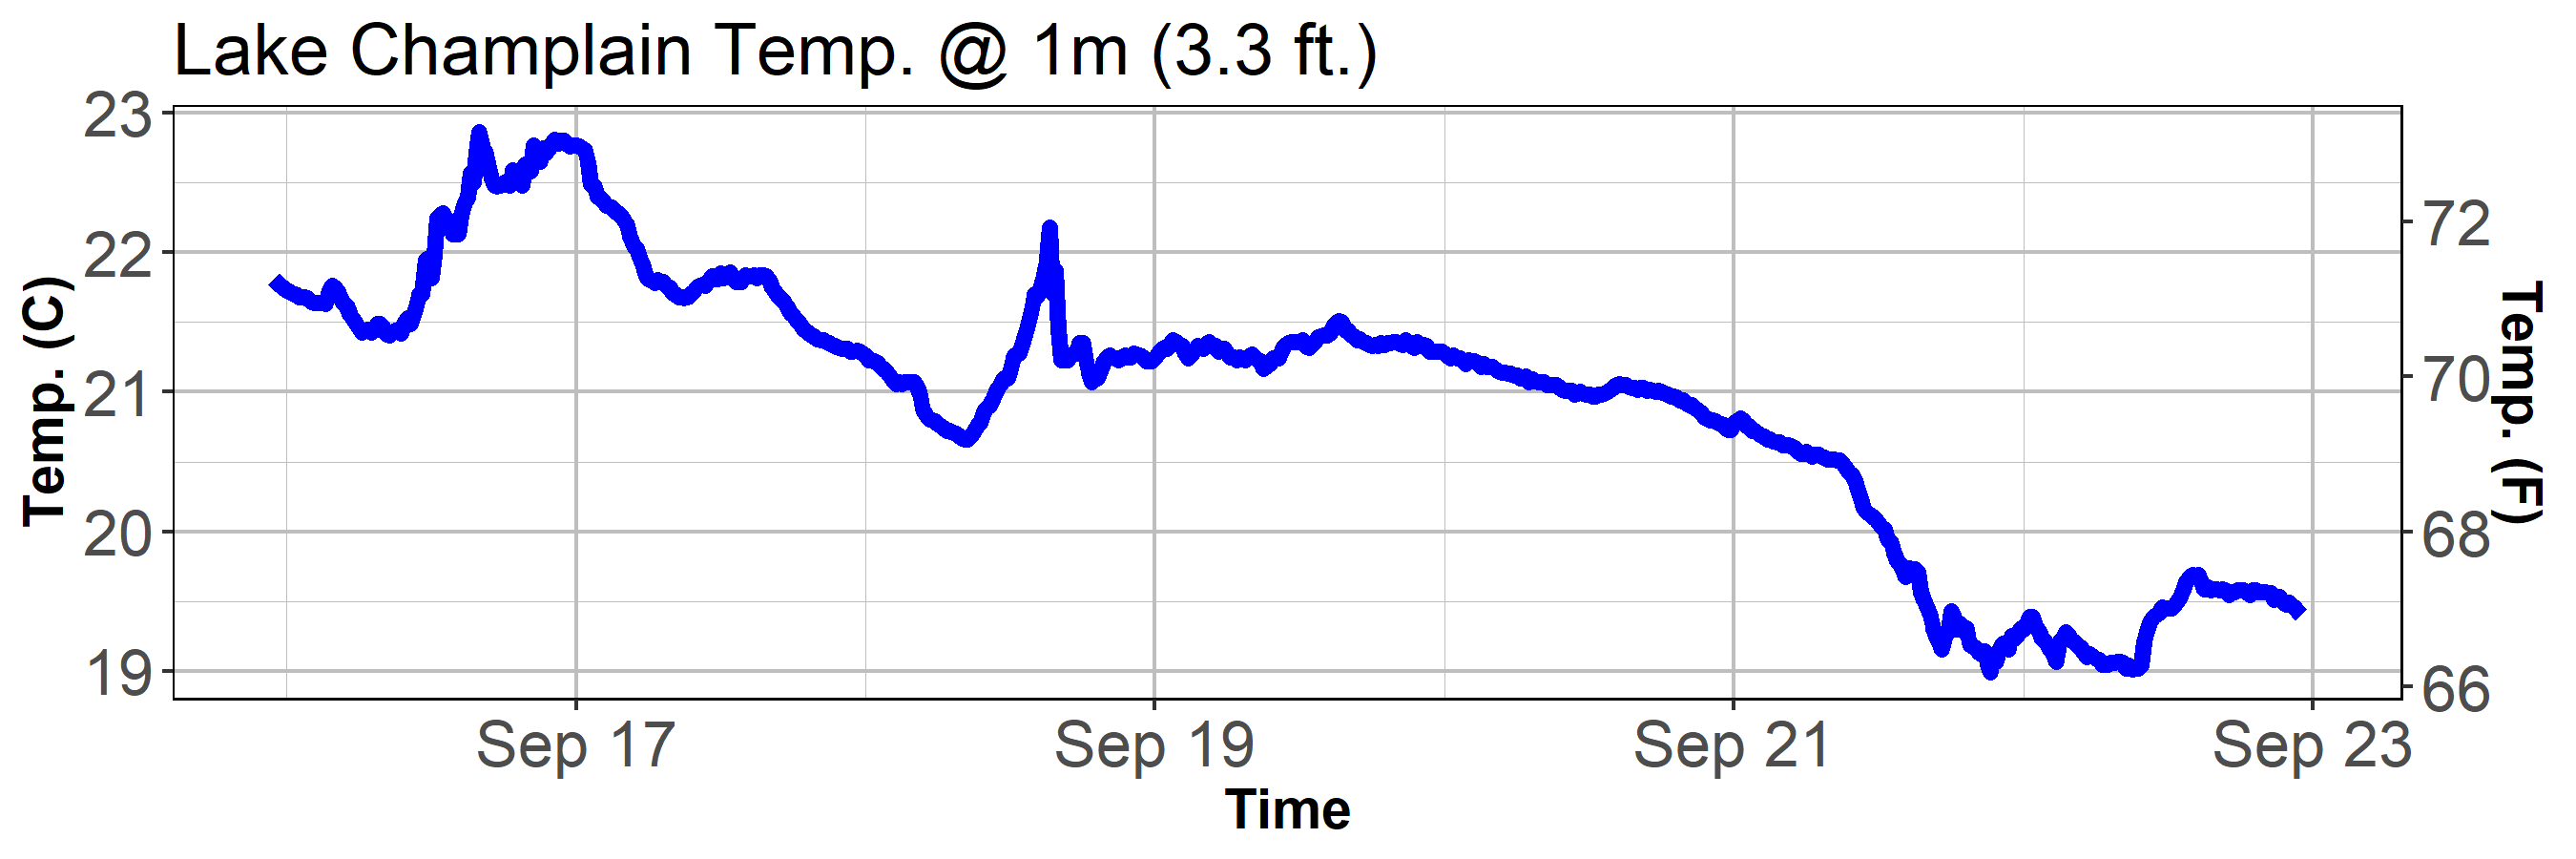 Lake Champlain Temp. @ 1m (3.3 ft.)
23
22
21
20
19
Temp. (C)
72
70
68
66
Temp. (F)
Sep 17
Sep 19
Sep 21
Sep 23
Time